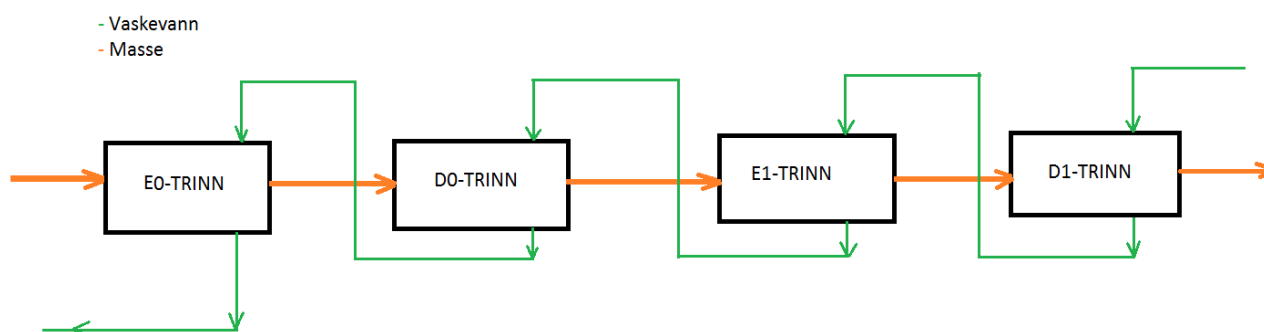 - Vaskevann
- Masse
E0-TRINN
D0-TRINN
E1-TRINN
D1-TRINN